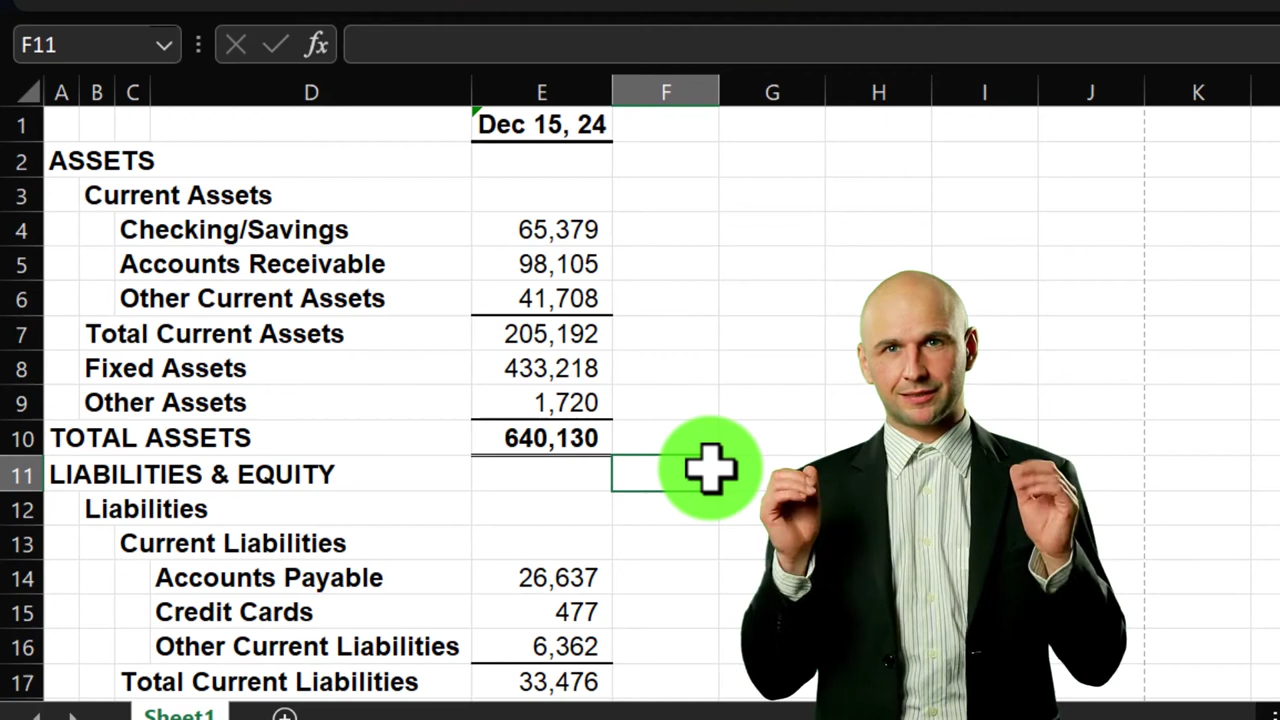 F11 fx
A B C D E F G H I J K
1 Dec 15, 24
2 ASSETS
3 Current Assets
4 Checking/Savings 65,379
5 Accounts Receivable 98,105
6 Other Current Assets 41,708
7 Total Current Assets 205,192
8 Fixed Assets 433,218
9 Other Assets 1,720
10 TOTAL ASSETS 640,130
11 LIABILITIES & EQUITY
12 Liabilities
13 Current Liabilities
14 Accounts Payable 26,637
15 Credit Cards 477
16 Other Current Liabilities 6,362
17 Total Current Liabilities 33,476
Sheet1